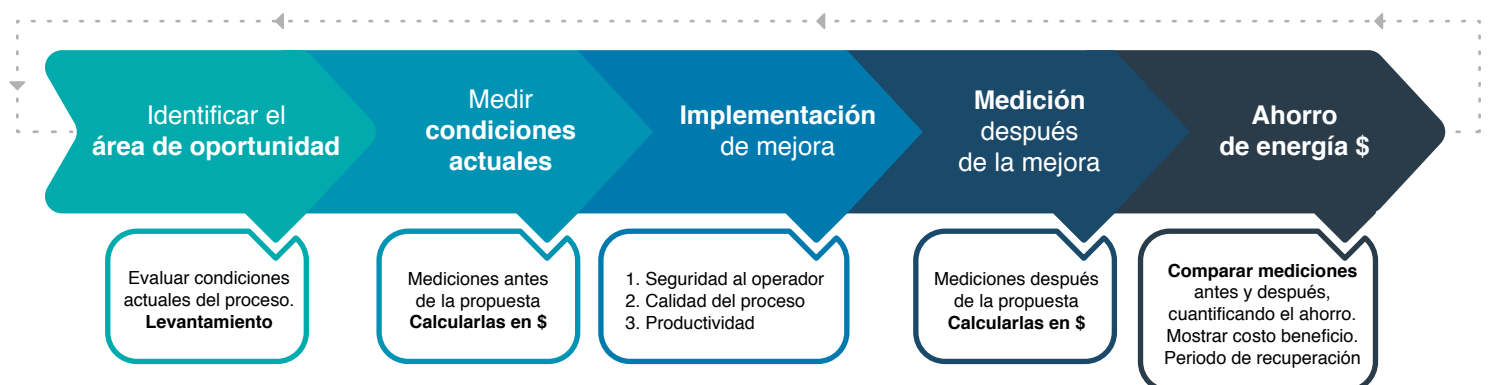 Identificar el
área de oportunidad
Medir
condiciones
actuales
Implementación
de mejora
Medición
después
de la mejora
Ahorro
de energía $
Evaluar condiciones
actuales del proceso.
Levantamiento
Mediciones antes
de la propuesta
Calcularlas en $
1. Seguridad al operador
2. Calidad del proceso
3. Productividad
Mediciones después
de la propuesta
Calcularlas en $
Comparar mediciones
antes y después,
cuantificando el ahorro.
Mostrar costo beneficio.
Periodo de recuperación